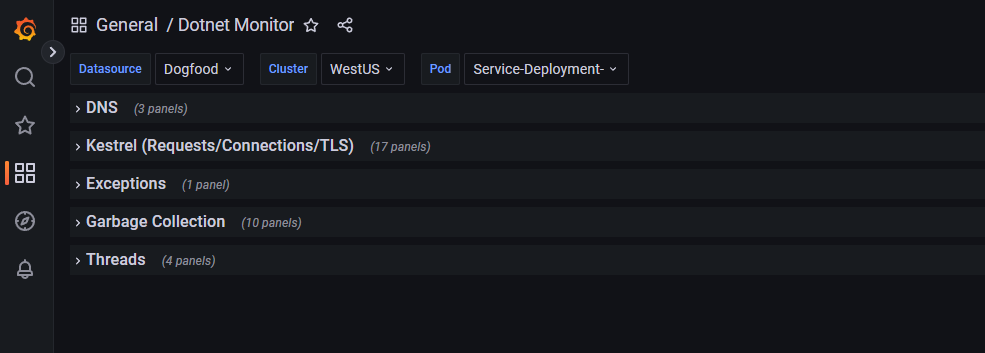 General / Dotnet Monitor
Datasource Dogfood Cluster WestUS Pod Service-Deployment-
DNS (3 panels)
Kestrel (Requests/Connections/TLS) (17 panels)
Exceptions (1 panel)
Garbage Collection (10 panels)
Threads (4 panels)